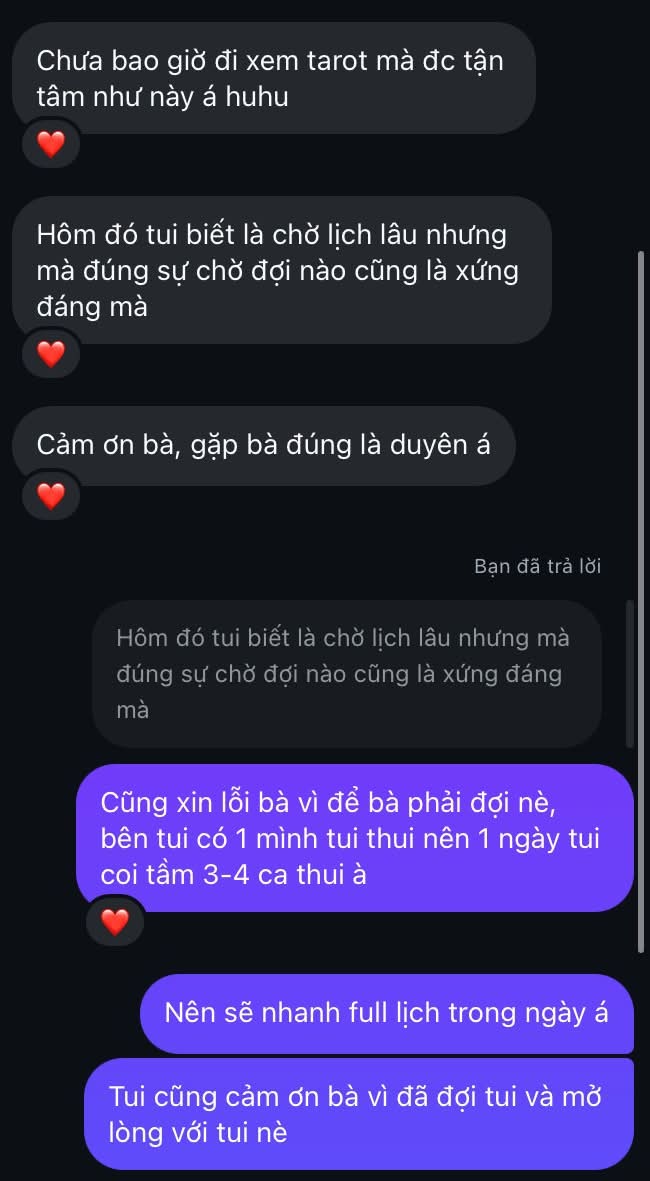 Chưa bao giờ đi xem tarot mà đc tận
tâm như này á huhu
Hôm đó tui biết là chờ lịch lâu nhưng
mà đúng sự chờ đợi nào cũng là xứng
đáng mà
Cảm ơn bà, gặp bà đúng là duyên á
Bạn đã trả lời
Hôm đó tui biết là chờ lịch lâu nhưng mà
đúng sự chờ đợi nào cũng là xứng đáng
mà
Cũng xin lỗi bà vì để bà phải đợi nè,
bên tui có 1 mình tui thui nên 1 ngày tui
coi tầm 3-4 ca thui à
Nên sẽ nhanh full lịch trong ngày á
Tui cũng cảm ơn bà vì đã đợi tui và mở
lòng với tui nè